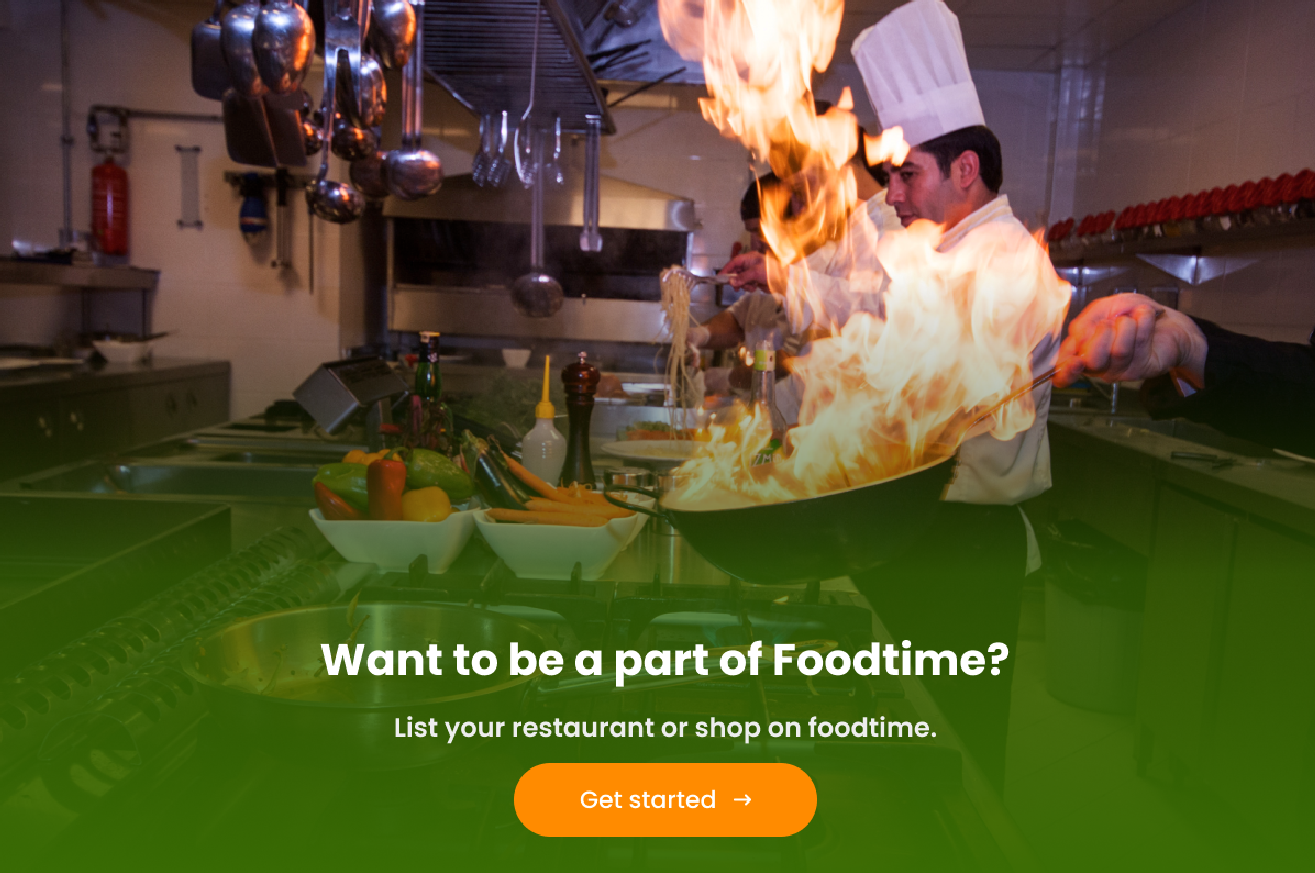 Want to be a part of Foodtime?
List your restaurant or shop on foodtime.
Get started →